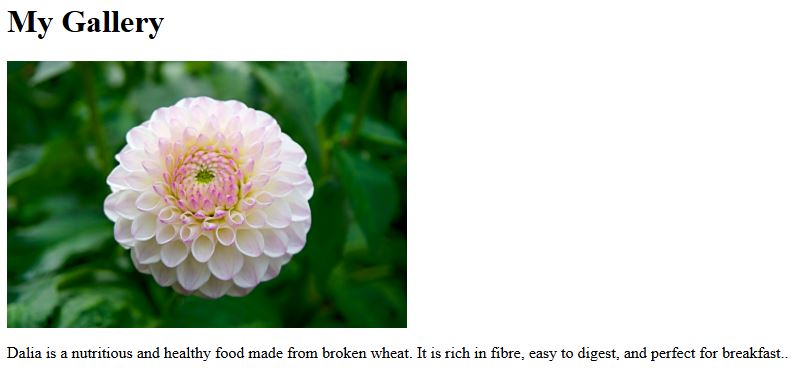 My Gallery
Dalia is a nutritious and healthy food made from broken wheat. It is rich in fibre, easy to digest, and perfect for breakfast..